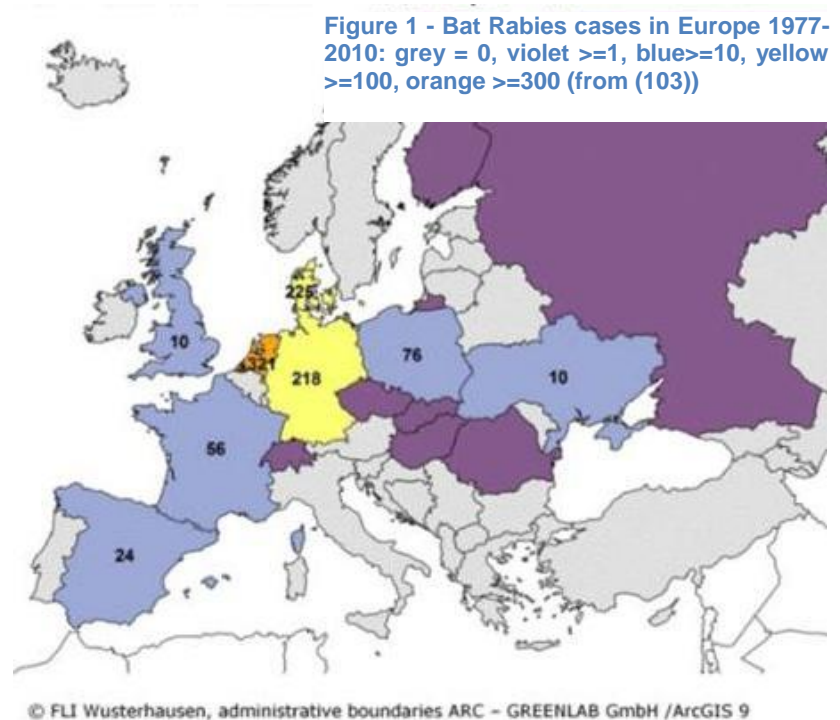 Figure 1 - Bat Rabies cases in Europe 1977-
2010: grey = 0, violet >=1, blue>=10, yellow
>=100, orange >=300 (from (103))
225
10
321
76
218
10
56
24
© FLI Wusterhausen, administrative boundaries ARC – GREENLAB GmbH /ArcGIS 9